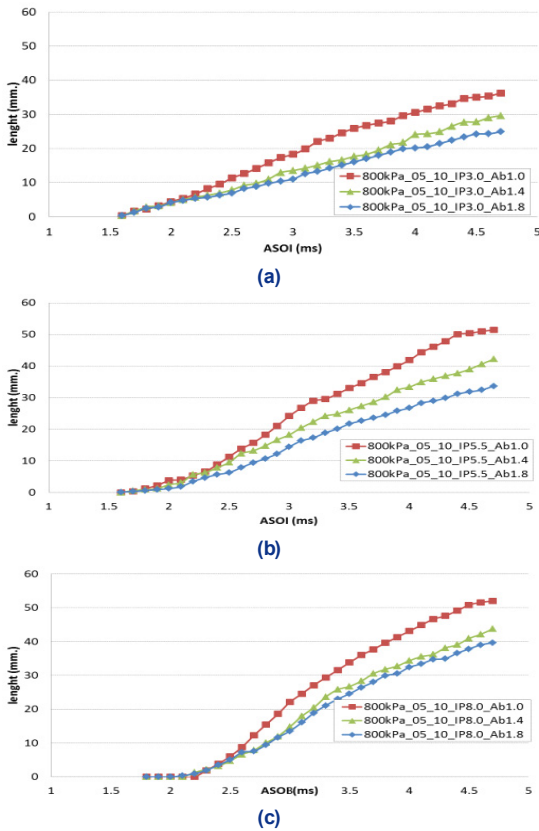 60
50
40
30
20
10
0
lenght (mm.)
800kPa_05_10_IP3.0_Ab1.0
800kPa_05_10_IP3.0_Ab1.4
800kPa_05_10_IP3.0_Ab1.8
1 1.5 2 2.5 3 3.5 4 4.5 5
ASOI (ms)
(a)
60
50
40
30
20
10
0
lenght (mm.)
800kPa_05_10_IP5.5_Ab1.0
800kPa_05_10_IP5.5_Ab1.4
800kPa_05_10_IP5.5_Ab1.8
1 1.5 2 2.5 3 3.5 4 4.5 5
ASOI (ms)
(b)
60
50
40
30
20
10
0
lenght (mm.)
800kPa_05_10_IP8.0_Ab1.0
800kPa_05_10_IP8.0_Ab1.4
800kPa_05_10_IP8.0_Ab1.8
1 1.5 2 2.5 3 3.5 4 4.5 5
ASOB(ms)
(c)